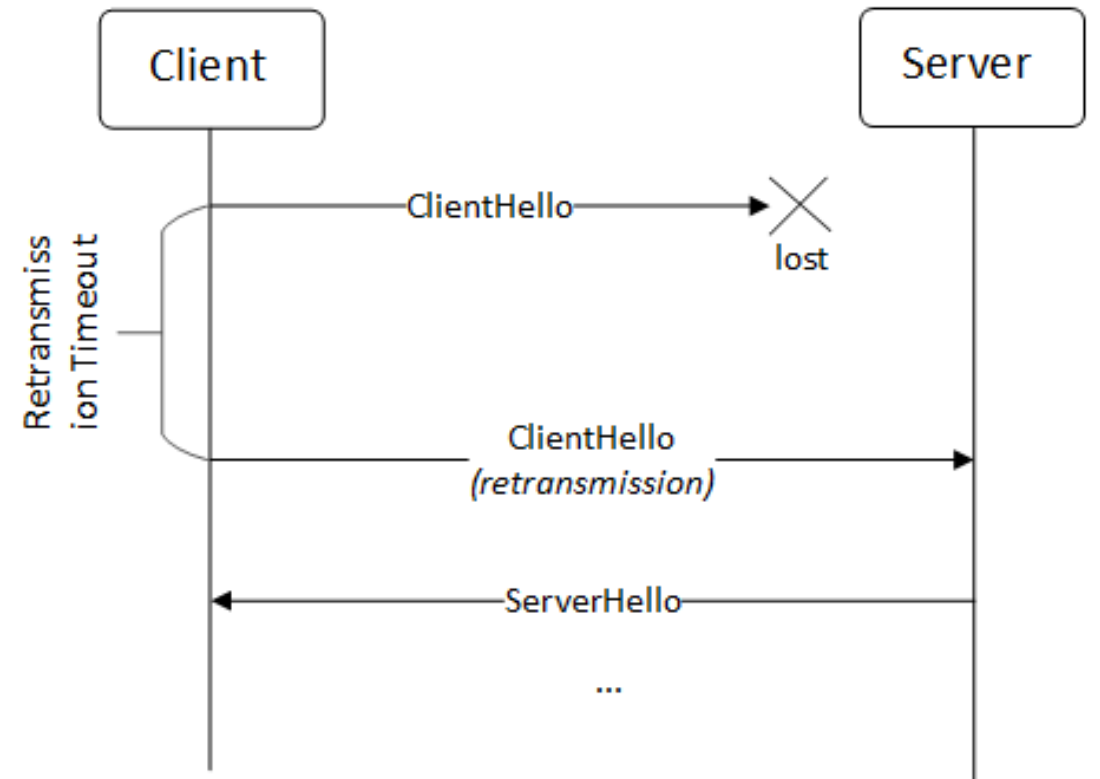 Client
Server
ClientHello
lost
Retransmiss
ion Timeout
ClientHello
(retransmission)
ServerHello
...